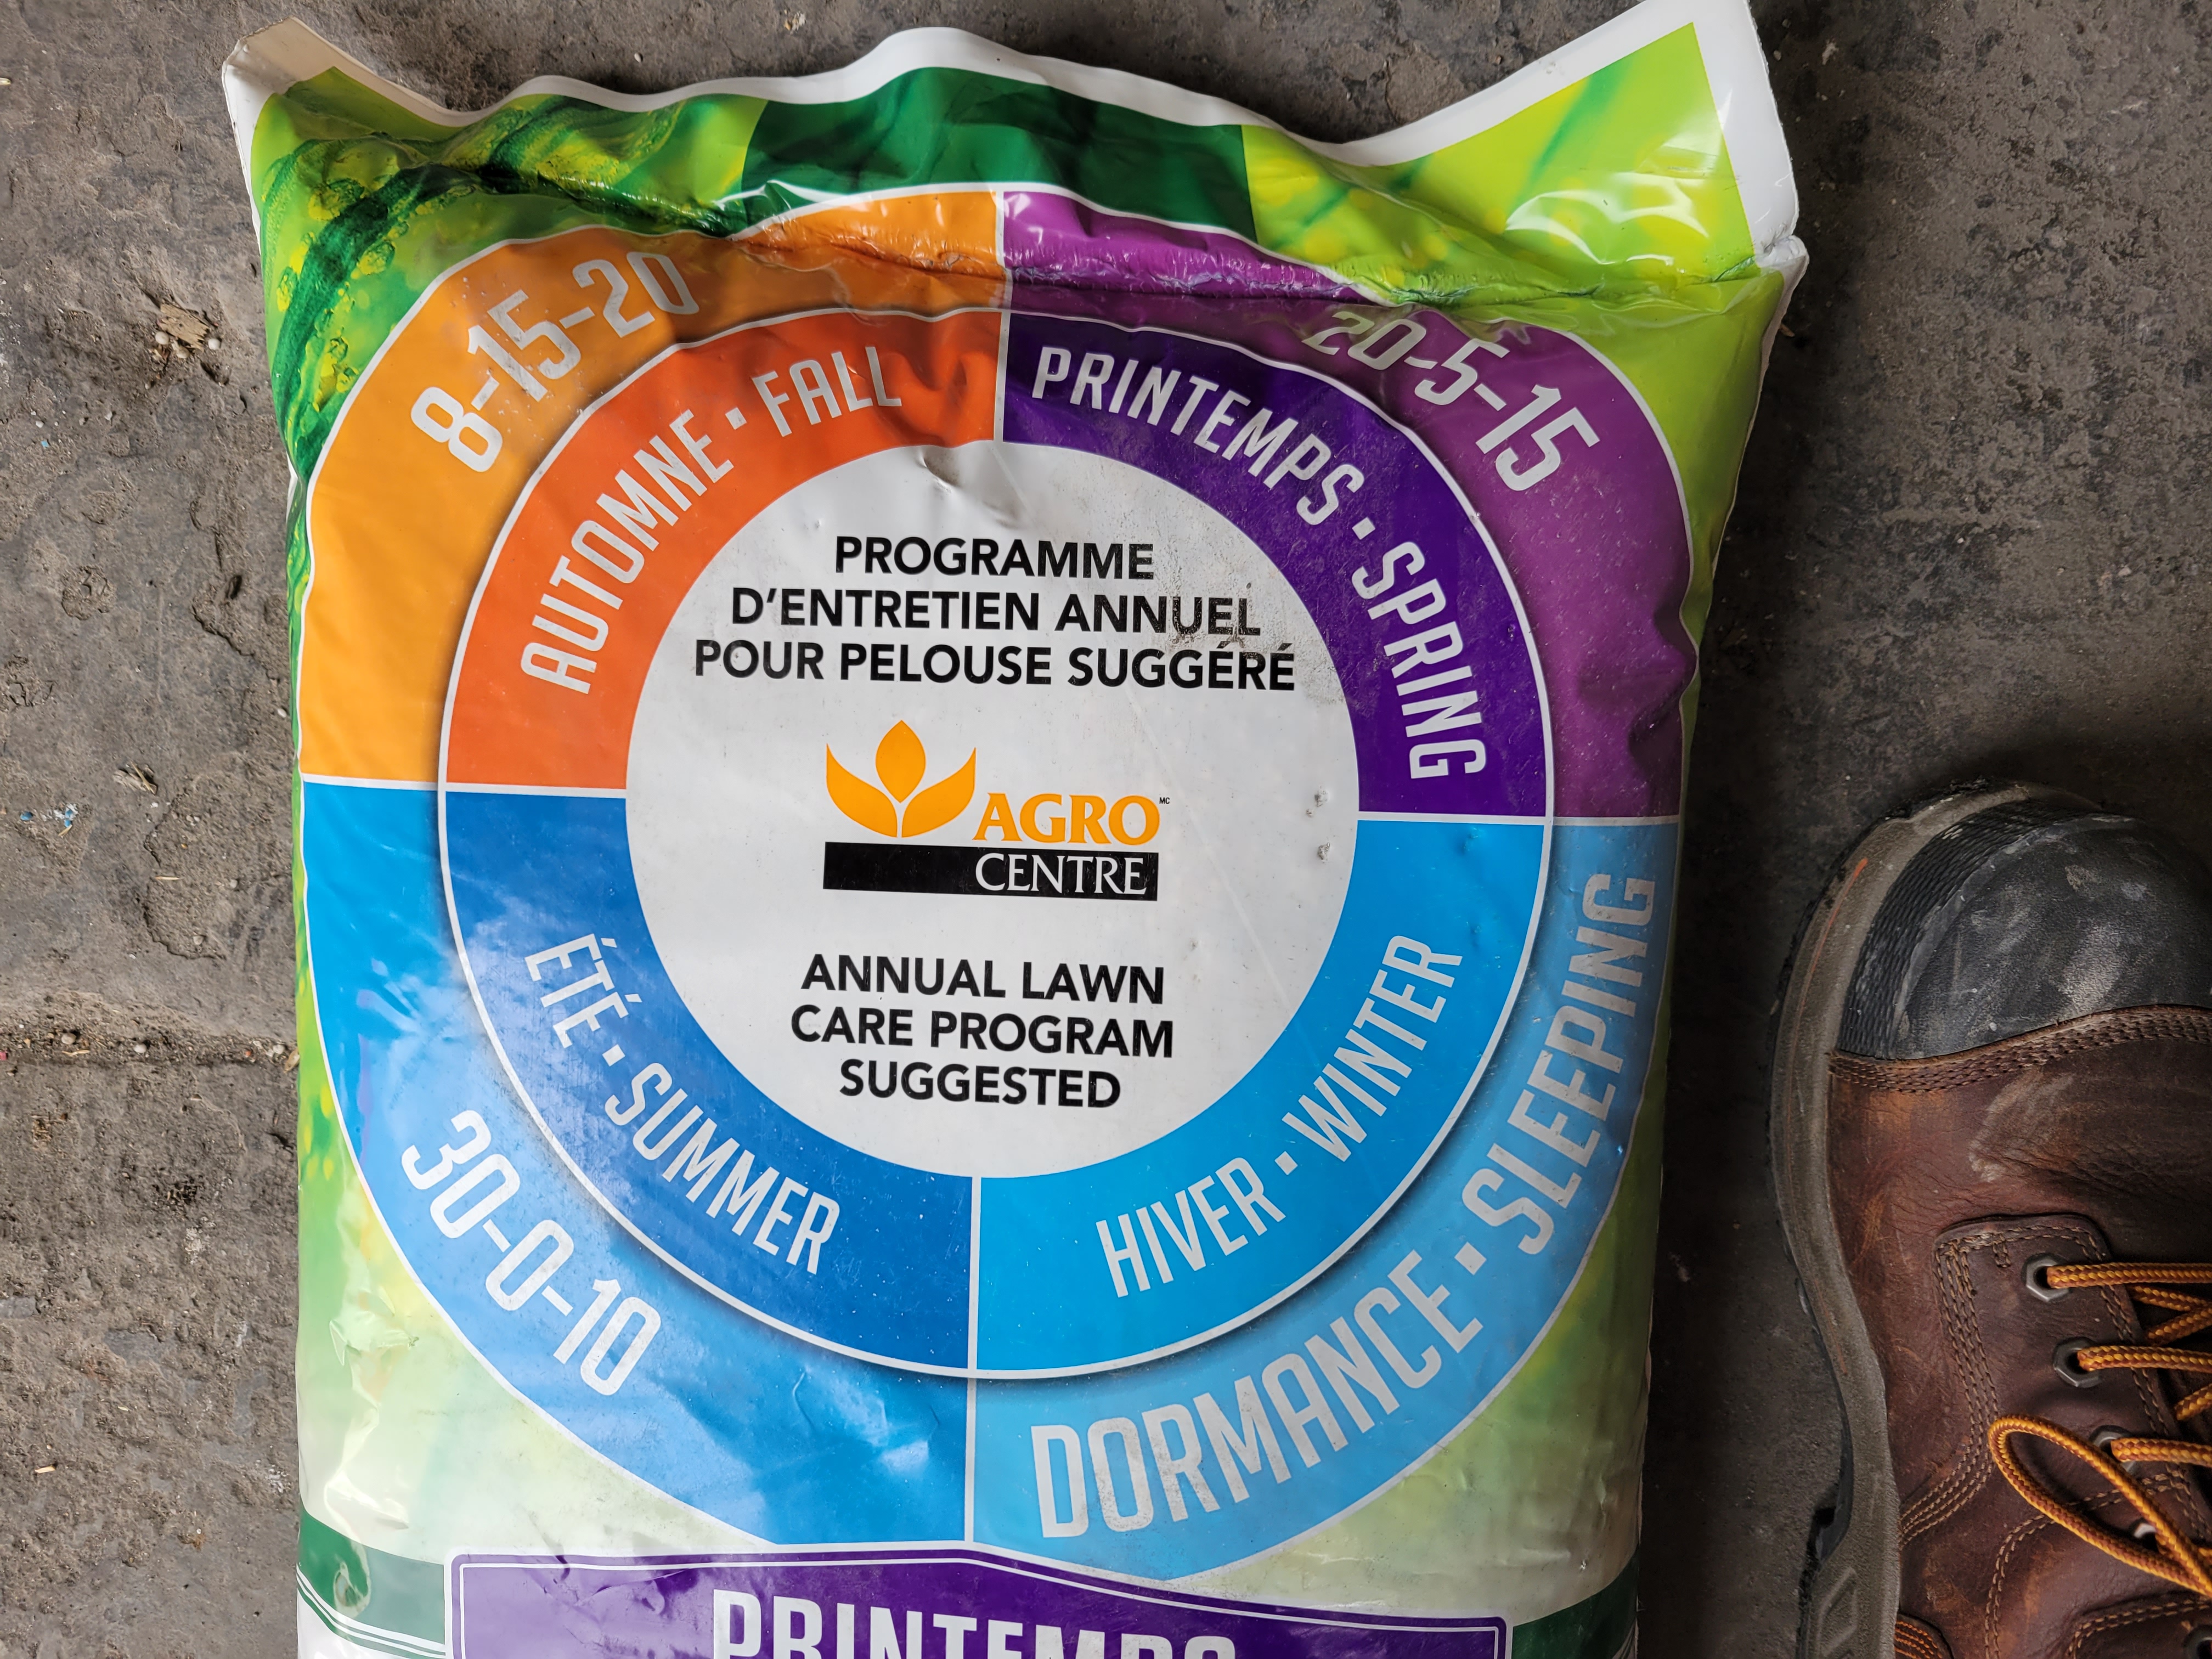 PROGRAMME
D'ENTRETIEN ANNUEL
POUR PELOUSE SUGGÉRÉ
AGRO MC
CENTRE
ANNUAL LAWN
CARE PROGRAM
SUGGESTED
PRINTEMPS • SPRING
20-5-15
ÉTÉ • SUMMER
30-0-10
AUTOMNE • FALL
8-15-20
HIVER • WINTER
DORMANCE • SLEEPING
PRINTEMPS